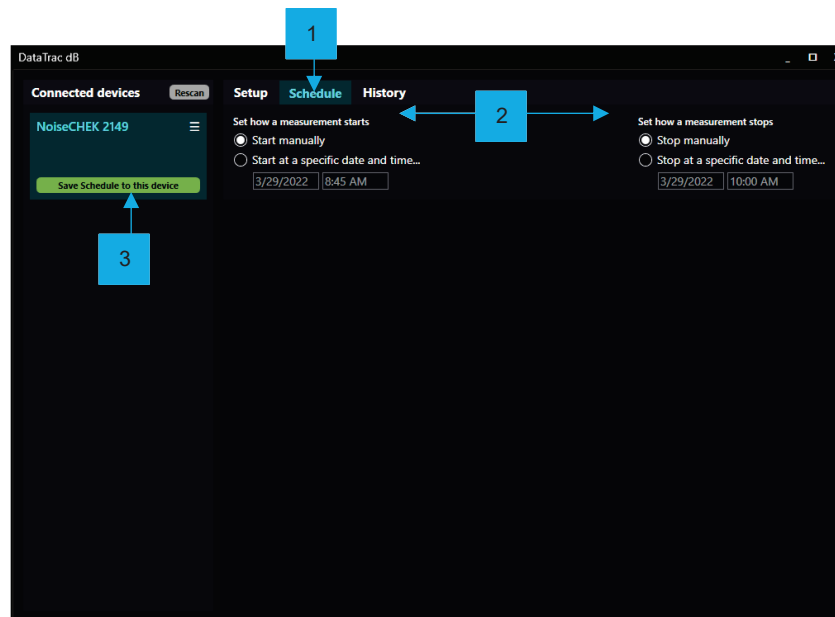 1
DataTrac dB
Connected devices
Rescan
NoiseCHEK 2149
Save Schedule to this device
3
Setup Schedule History
2
Set how a measurement starts
Start manually
Start at a specific date and time...
3/29/2022 8:45 AM
Set how a measurement stops
Stop manually
Stop at a specific date and time...
3/29/2022 10:00 AM